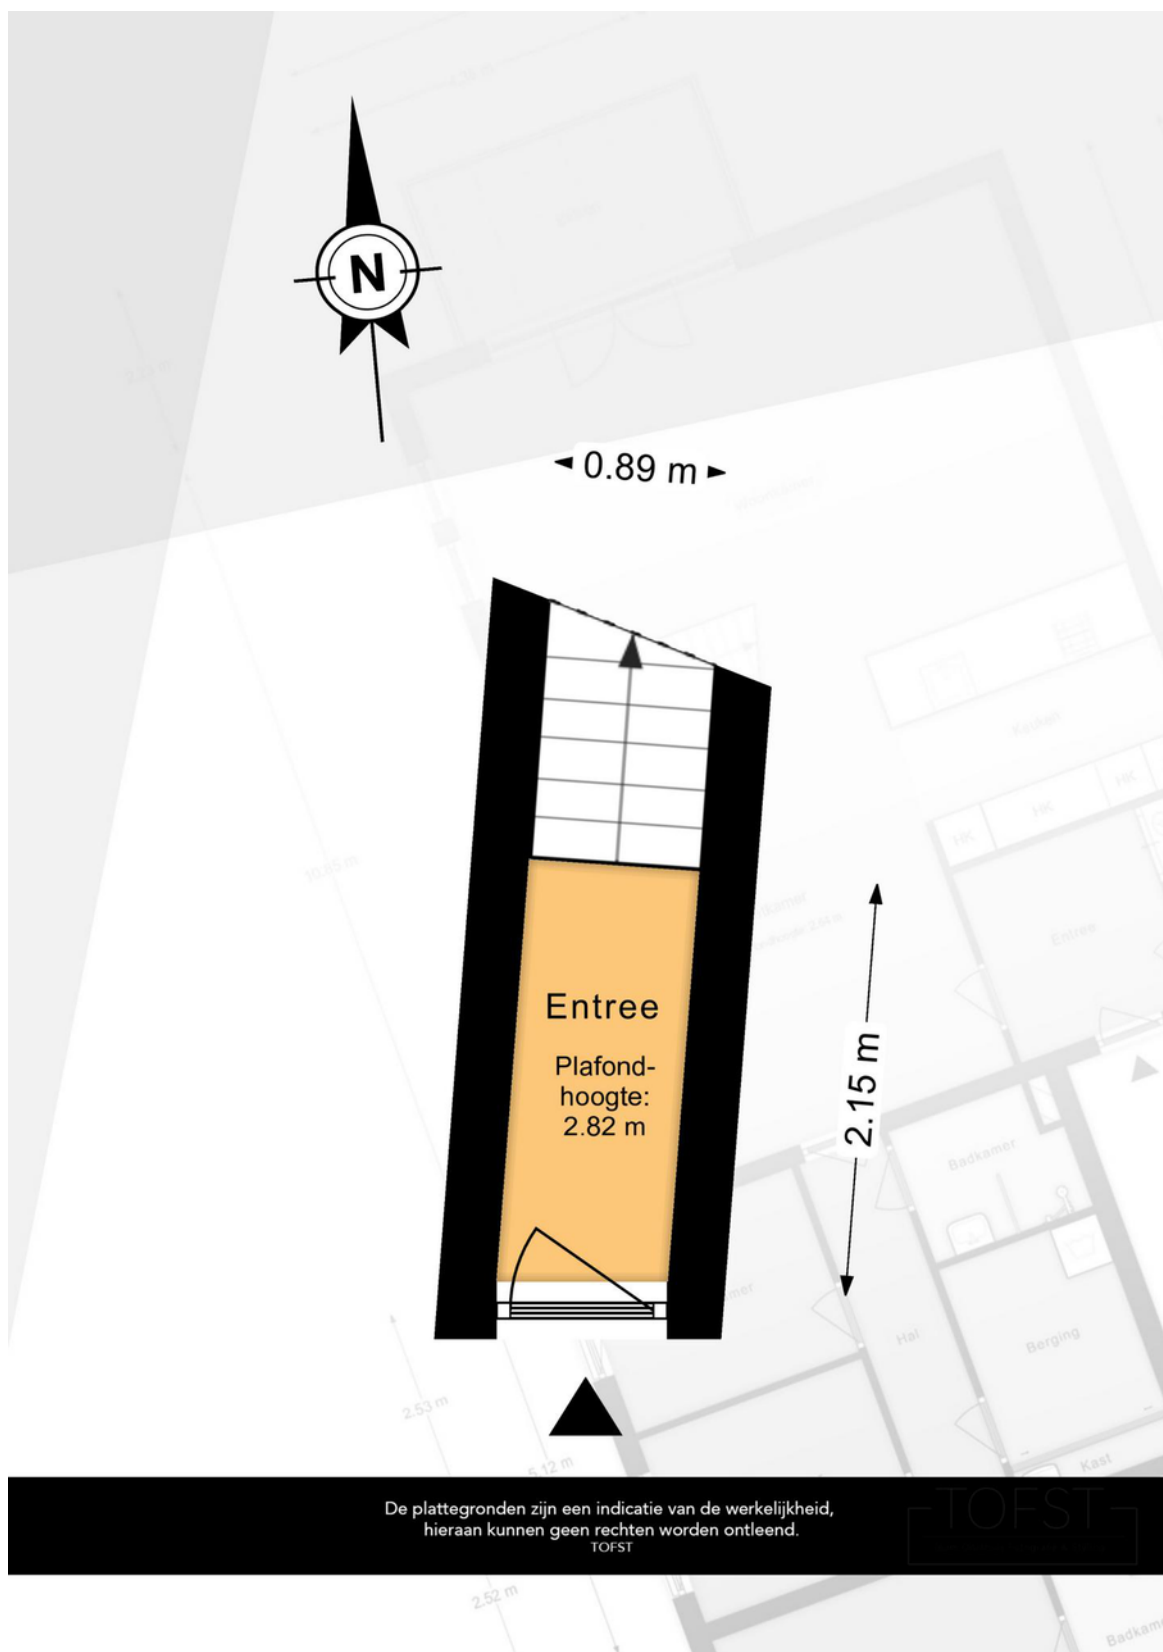 N
0.89 m
Keuken
HK
HK
HK
10.85 m
Entree
Entree
Plafond-
hoogte:
2.82 m
2.15 m
Badkamer
Hal
Berging
2.53 m
5.12 m
Kast
De plattegronden zijn een indicatie van de werkelijkheid,
hieraan kunnen geen rechten worden ontleend.
TOFST
TOFST
2.52 m